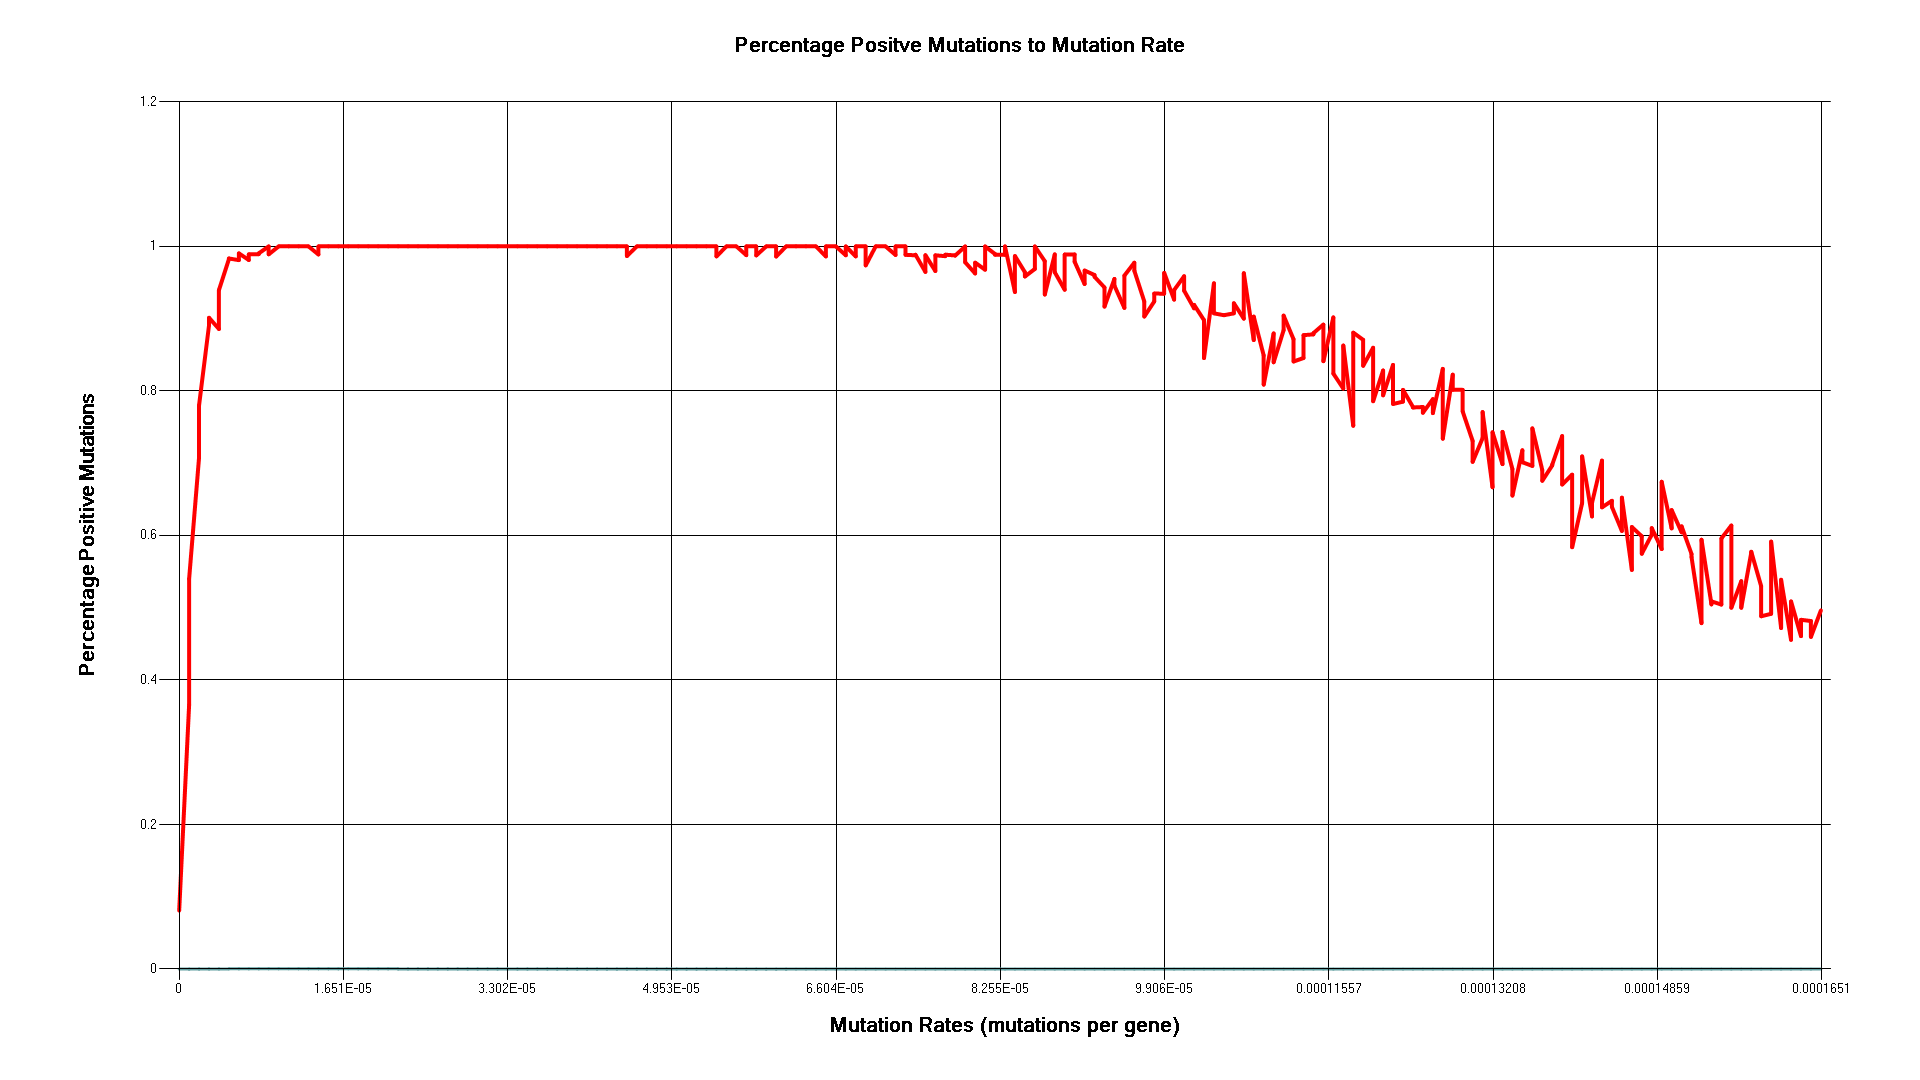 Percentage Positve Mutations to Mutation Rate
1.2
1
0.8
0.6
0.4
0.2
0
Percentage Positive Mutations
0 1.651E-05 3.302E-05 4.953E-05 6.604E-05 8.255E-05 9.906E-05 0.00011557 0.00013208 0.00014859 0.0001651
Mutation Rates (mutations per gene)